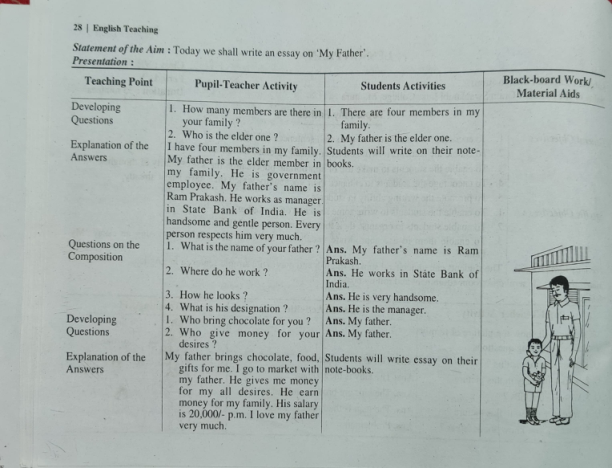 28 | English Teaching
Statement of the Aim : Today we shall write an essay on 'My Father'.
Presentation :
Teaching Point
Pupil-Teacher Activity
Students Activities
Black-board Work/
Material Aids
Developing
Questions
1. How many members are there in
your family ?
2. Who is the elder one ?
1. There are four members in my
family.
2. My father is the elder one.
Explanation of the
Answers
I have four members in my family.
My father is the elder member in
my family. He is government
employee. My father's name is
Ram Prakash. He works as manager
in State Bank of India. He is
handsome and gentle person. Every
person respects him very much.
Students will write on their note-
books.
Questions on the
Composition
1. What is the name of your father ?
Ans. My father's name is Ram
Prakash.
2. Where do he work ?
Ans. He works in State Bank of
India.
3. How he looks ?
Ans. He is very handsome.
4. What is his designation ?
Ans. He is the manager.
Developing
Questions
1. Who bring chocolate for you ?
Ans. My father.
2. Who give money for your
desires ?
Ans. My father.
Explanation of the
Answers
My father brings chocolate, food,
gifts for me. I go to market with
my father. He gives me money
for my all desires. He earn
money for my family. His salary
is 20,000/- p.m. I love my father
very much.
Students will write essay on their
note-books.